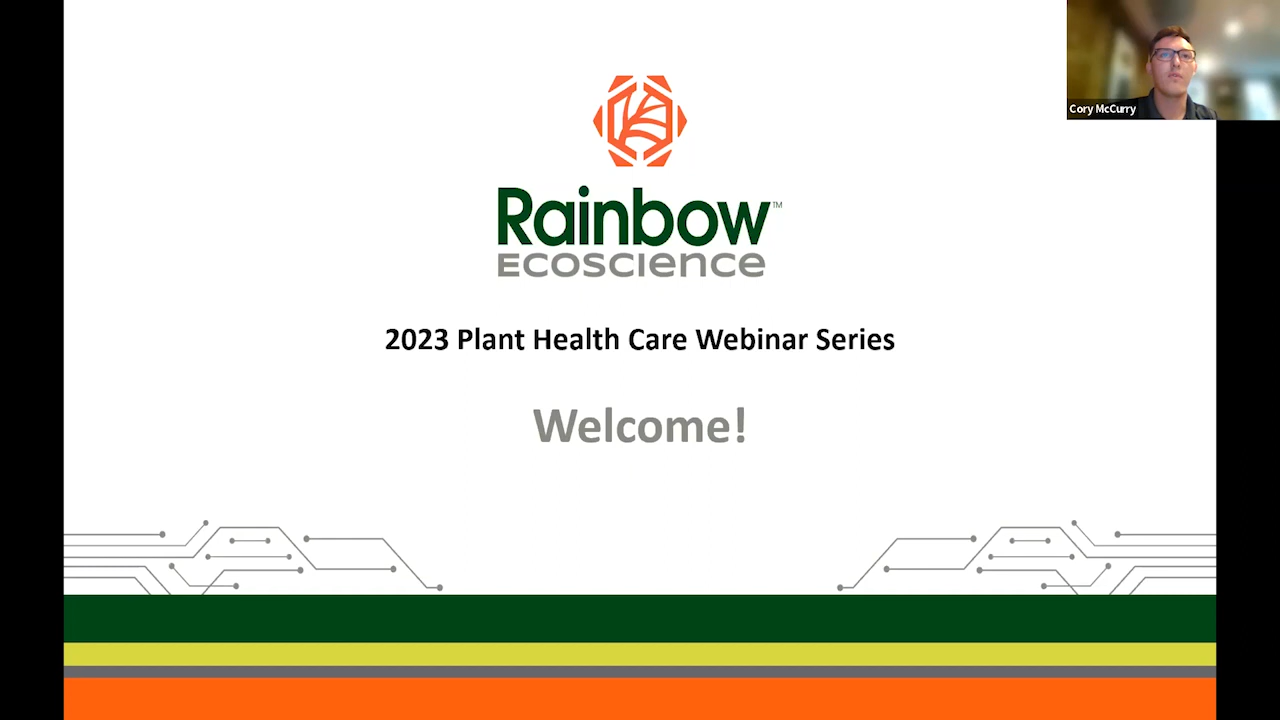 Cory McCurry
Rainbow™
Ecoscience
2023 Plant Health Care Webinar Series
Welcome!